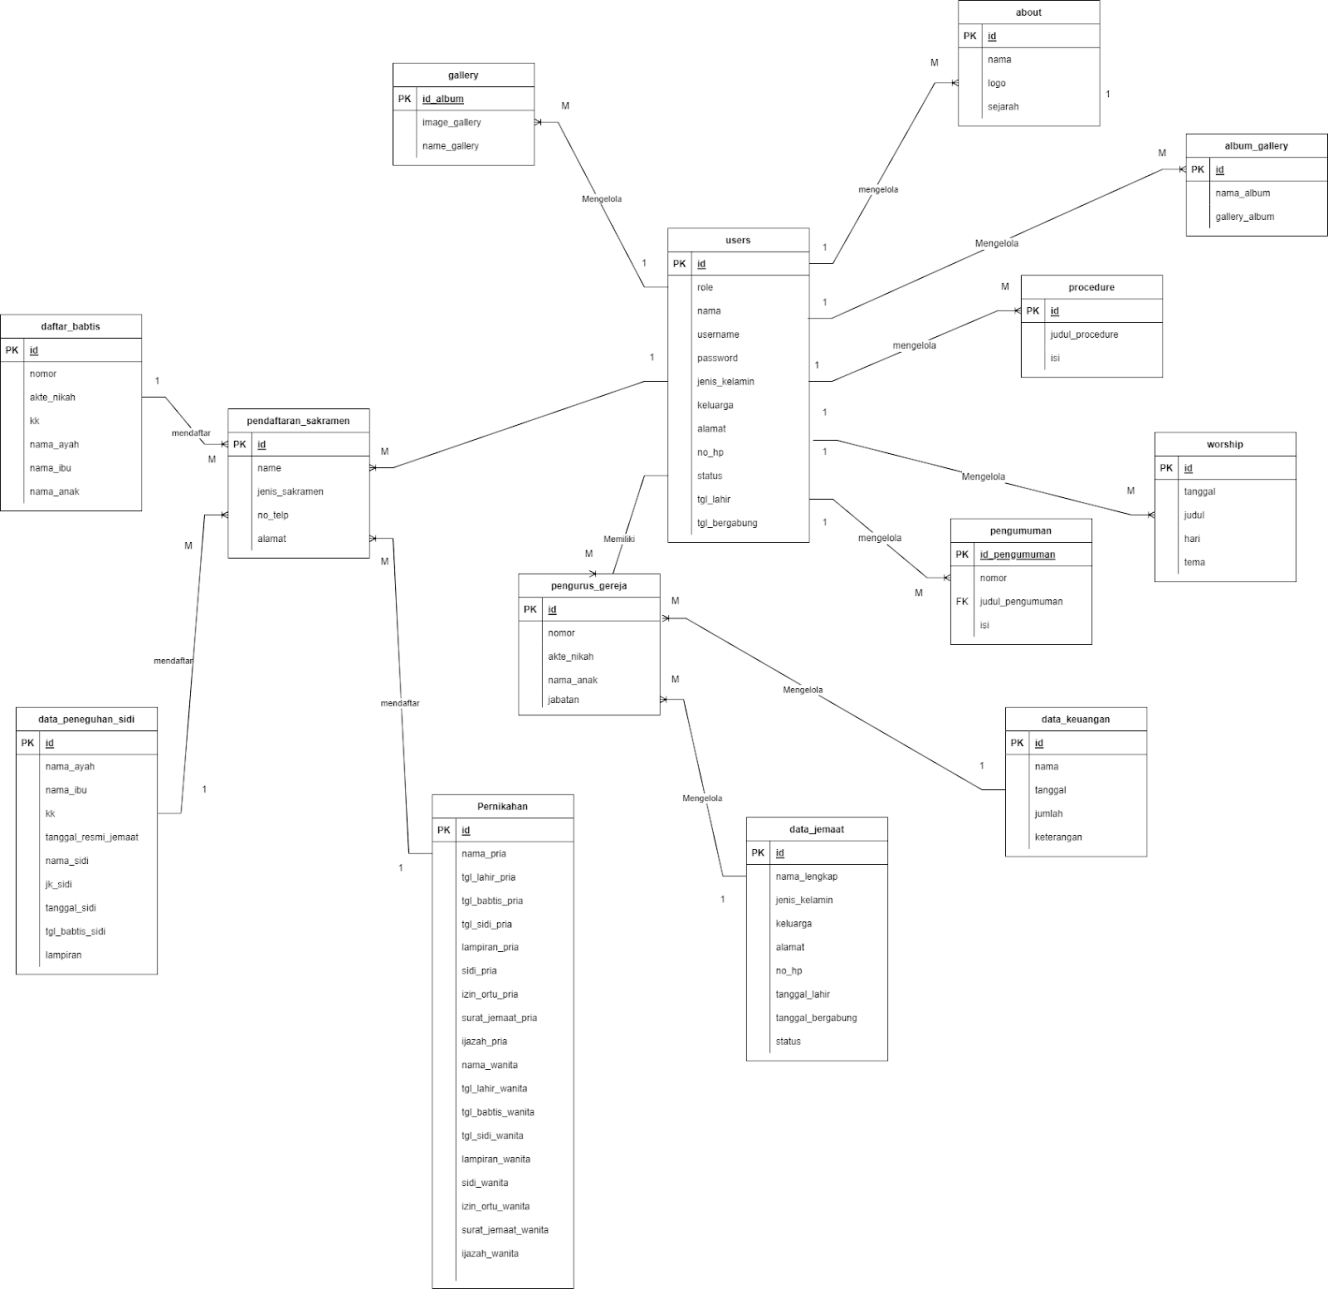 about
PK id
nama
logo
sejarah
M
1
gallery
PK id_album
image_gallery
name_gallery
M
Mengelola
1
mengelola
1
album_gallery
PK id
nama_album
gallery_album
M
Mengelola
1
users
PK id
role
nama
username
password
jenis_kelamin
keluarga
alamat
no_hp
status
tgl_lahir
tgl_bergabung
procedure
PK id
judul_procedure
isi
M
mengelola
1
daftar_babtis
PK id
nomor
akte_nikah
kk
nama_ayah
nama_ibu
nama_anak
1
mendaftar
M
pendaftaran_sakramen
PK id
name
jenis_sakramen
no_telp
alamat
1
M
1
1
Mengelola
M
worship
PK id
tanggal
judul
hari
tema
1
mengelola
M
pengumuman
PK id_pengumuman
nomor
FK judul_pengumuman
isi
Memiliki
M
pengurus_gereja
PK id
nomor
akte_nikah
nama_anak
jabatan
M
M
M
mendaftar
1
M
mendaftar
1
Mengelola
1
Mengelola
1
data_peneguhan_sidi
PK id
nama_ayah
nama_ibu
kk
tanggal_resmi_jemaat
nama_sidi
jk_sidi
tanggal_sidi
tgl_babtis_sidi
lampiran
data_keuangan
PK id
nama
tanggal
jumlah
keterangan
Pernikahan
PK id
nama_pria
tgl_lahir_pria
tgl_babtis_pria
tgl_sidi_pria
lampiran_pria
sidi_pria
izin_ortu_pria
surat_jemaat_pria
ijazah_pria
nama_wanita
tgl_lahir_wanita
tgl_babtis_wanita
tgl_sidi_wanita
lampiran_wanita
sidi_wanita
izin_ortu_wanita
surat_jemaat_wanita
ijazah_wanita
data_jemaat
PK id
nama_lengkap
jenis_kelamin
keluarga
alamat
no_hp
tanggal_lahir
tanggal_bergabung
status